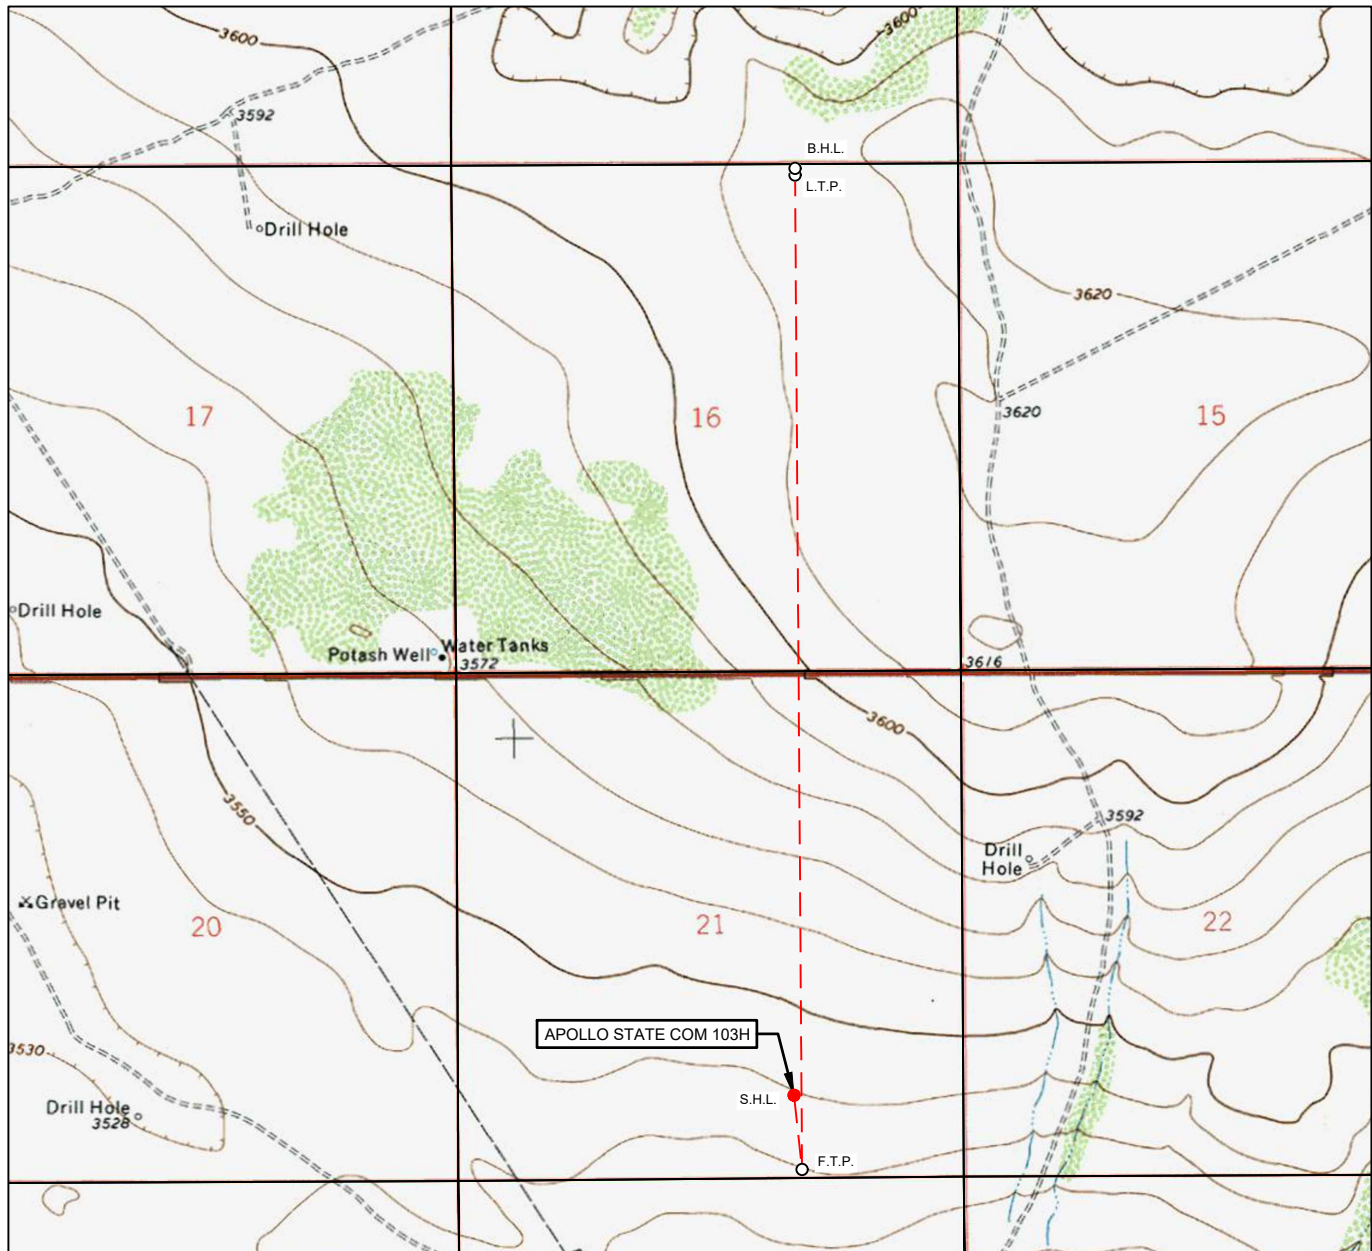 3600
3600
3592
Drill Hole
B.H.L.
L.T.P.
3620
3620
17
16
15
Drill Hole
Potash Well
Water Tanks
3572
3616
3600
3550
3592
Drill
Hole
Gravel Pit
20
21
22
APOLLO STATE COM 103H
3530
S.H.L.
Drill Hole
3528
F.T.P.